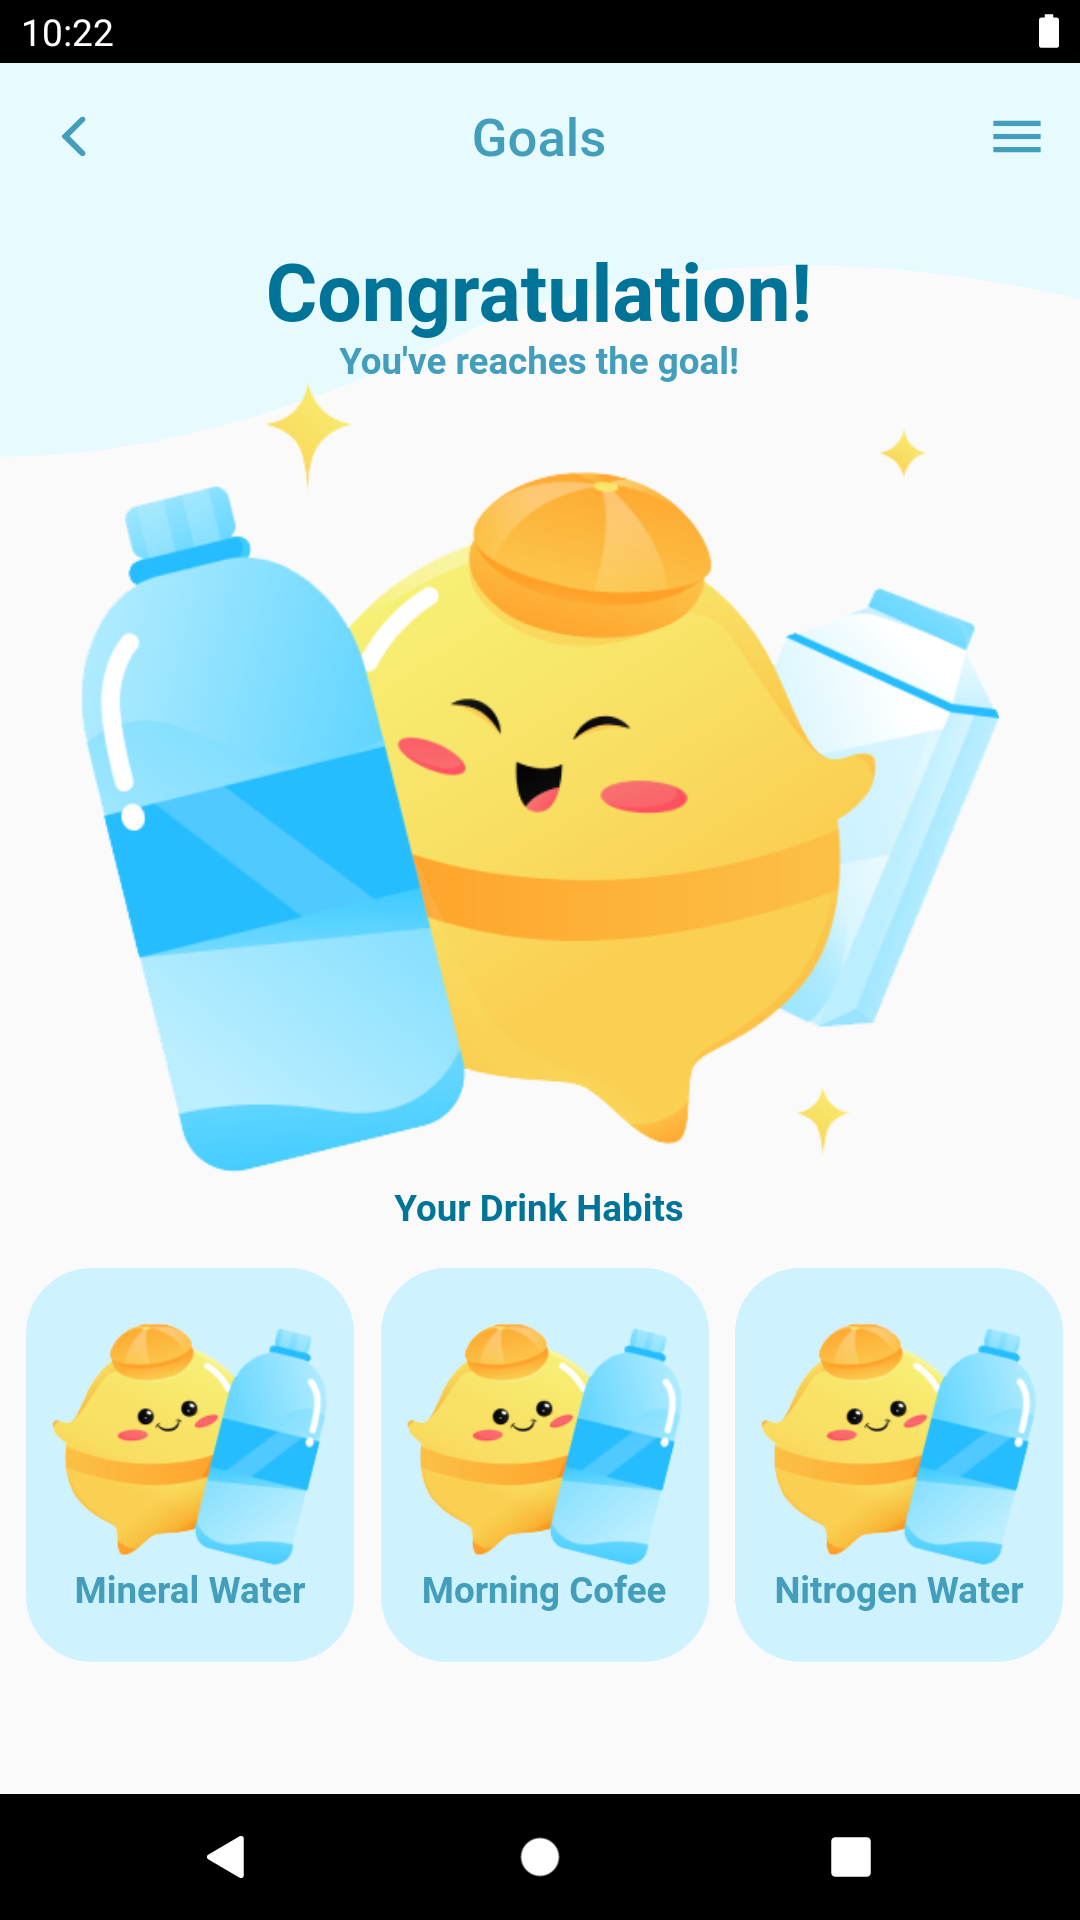 10:22
Goals
Congratulation!
You've reaches the goal!
Your Drink Habits
Mineral Water
Morning Cofee
Nitrogen Water